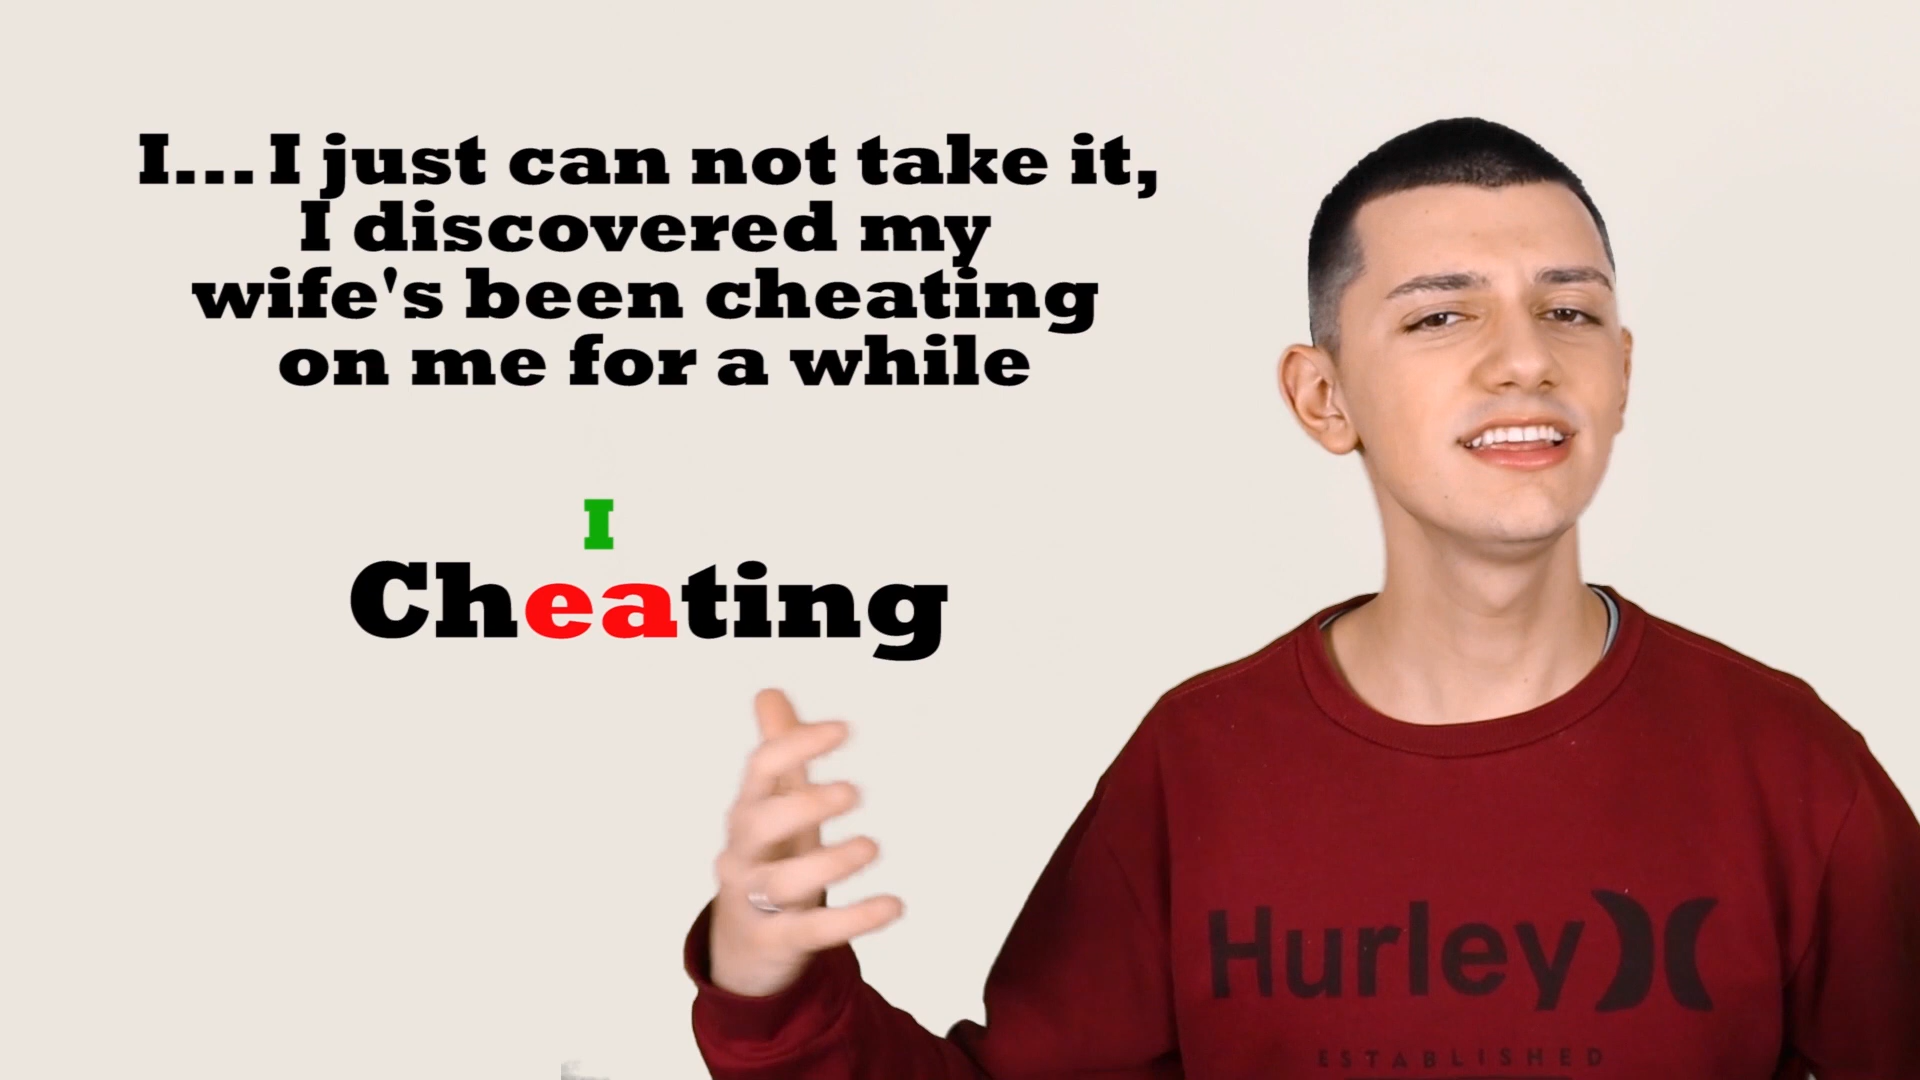 I...I just can not take it,
I discovered my
wife's been cheating
on me for a while
I
Cheating
Hurley
ESTABLISHED